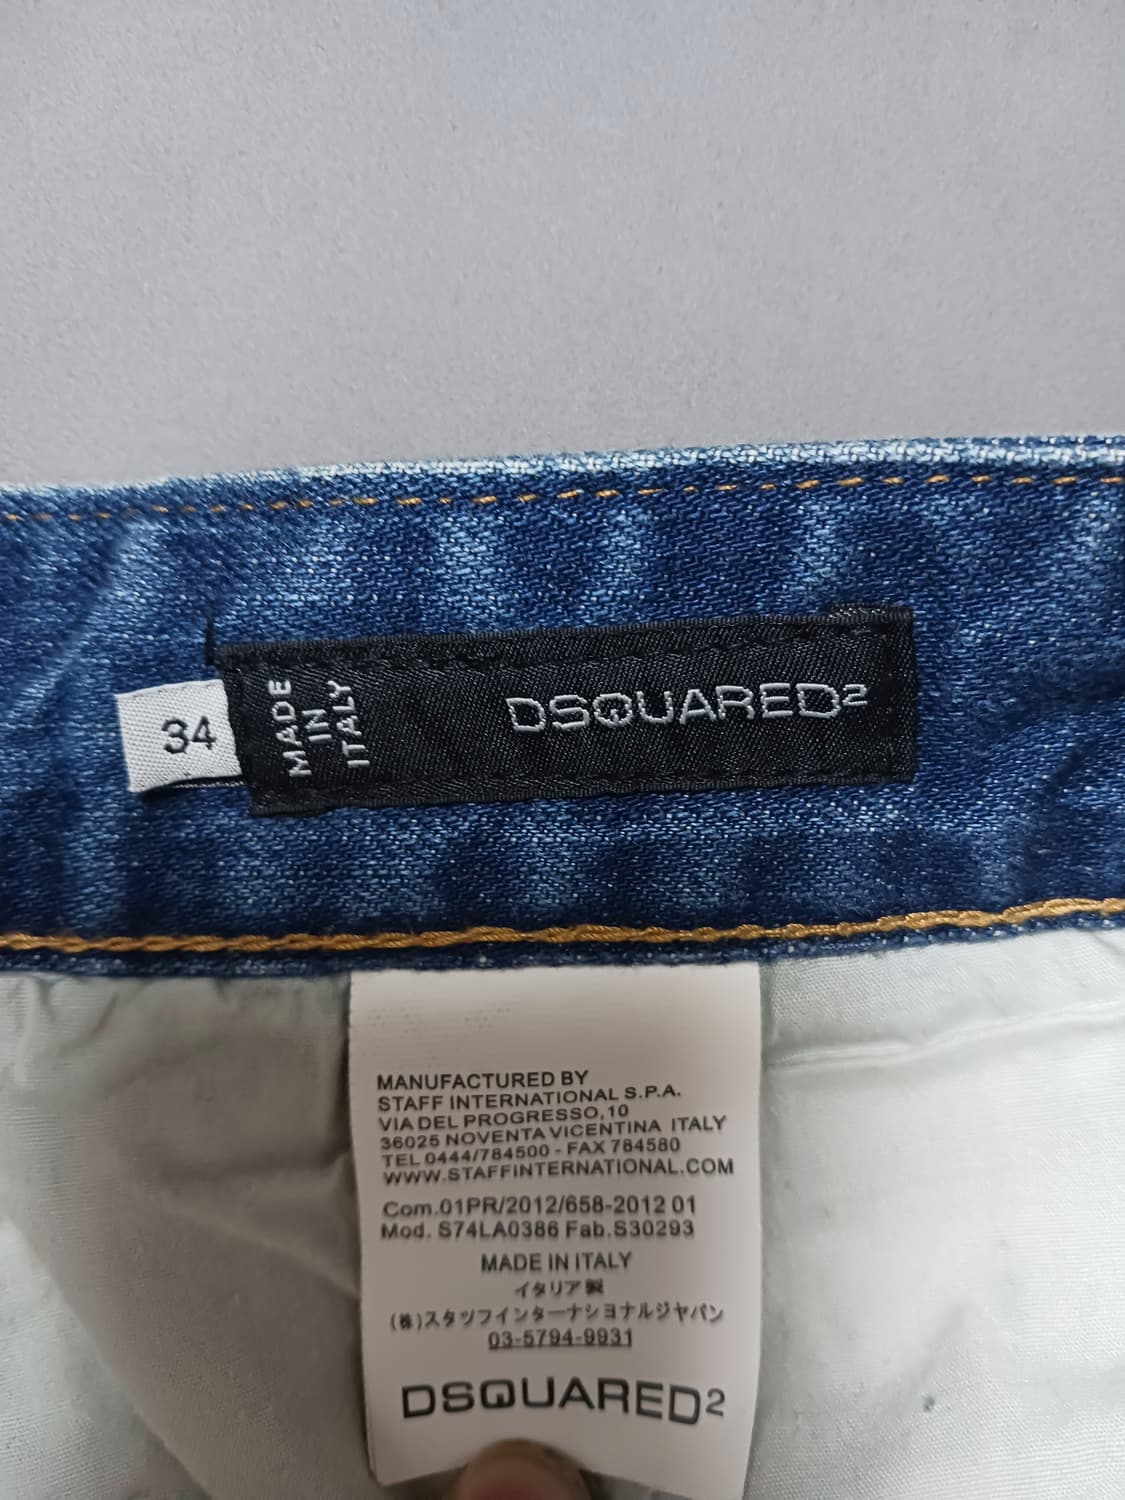 34
MADE
IN
ITALY
DSQUARED2
MANUFACTURED BY
STAFF INTERNATIONAL S.P.A.
VIA DEL PROGRESSO,10
36025 NOVENTA VICENTINA ITALY
TEL 0444/784500 - FAX 784580
WWW.STAFFINTERNATIONAL.COM
Com.01PR/2012/658-2012 01
Mod. S74LA0386 Fab.S30293
MADE IN ITALY
イタリア製
(株)スタッフインターナショナルジャパン
03-5794-9931
DSQUARED2